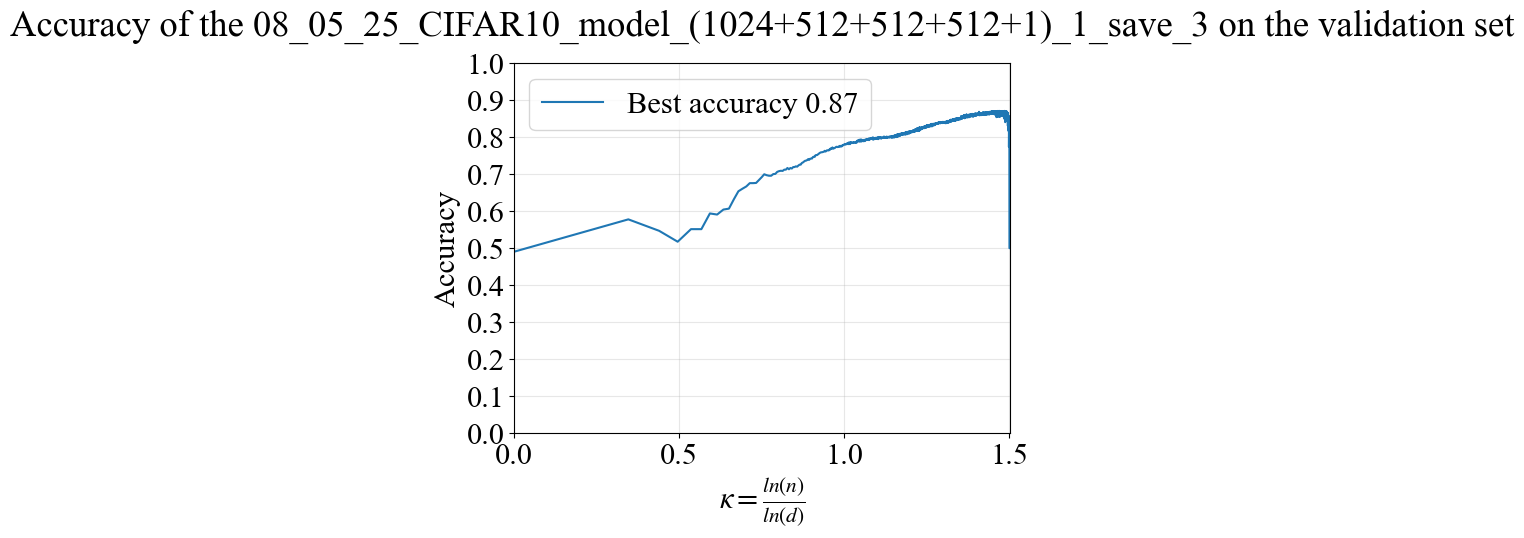 Accuracy of the 08_05_25_CIFAR10_model_(1024+512+512+512+1)_1_save_3 on the validation set
1.0
Best accuracy 0.87
0.9
0.8
0.7
0.6
0.5
0.4
0.3
0.2
0.1
0.0
Accuracy
0.0 0.5 1.0 1.5
κ = ln(n) / ln(d)